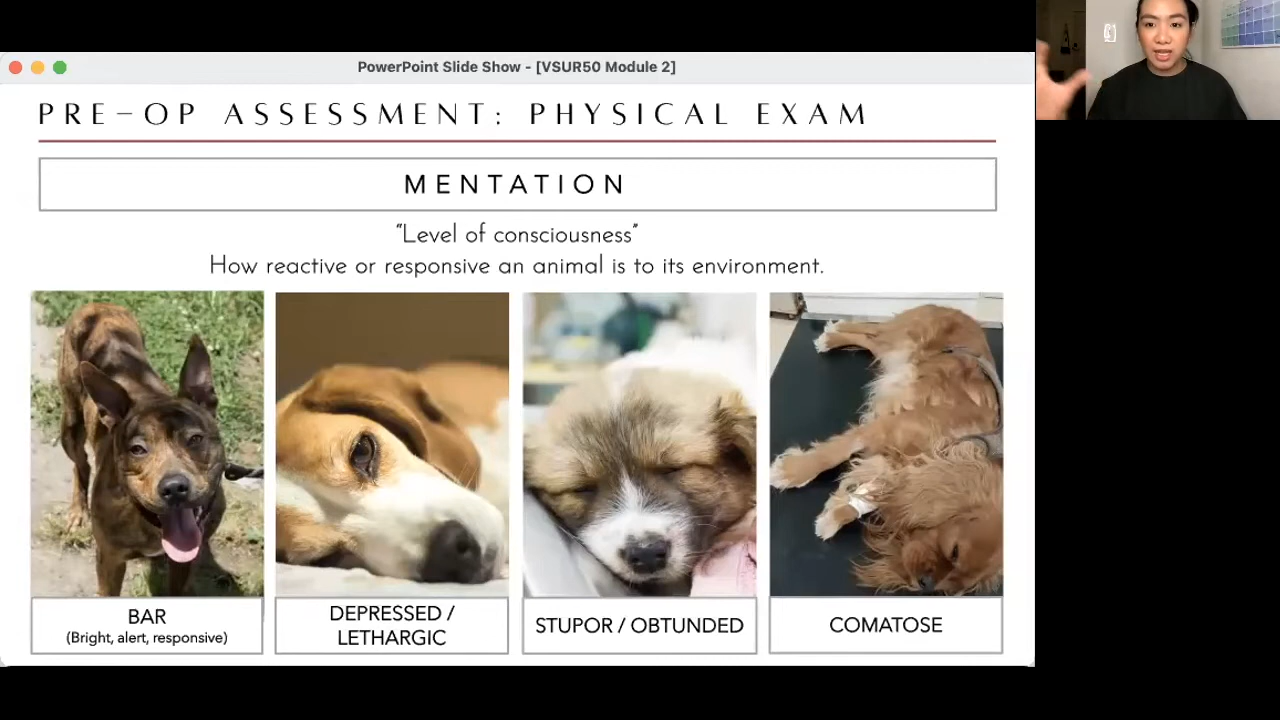 PowerPoint Slide Show - [VSUR50 Module 2]
PRE-OP ASSESSMENT: PHYSICAL EXAM
MENTATION
"Level of consciousness"
How reactive or responsive an animal is to its environment.
BAR
(Bright, alert, responsive)
DEPRESSED /
LETHARGIC
STUPOR / OBTUNDED
COMATOSE